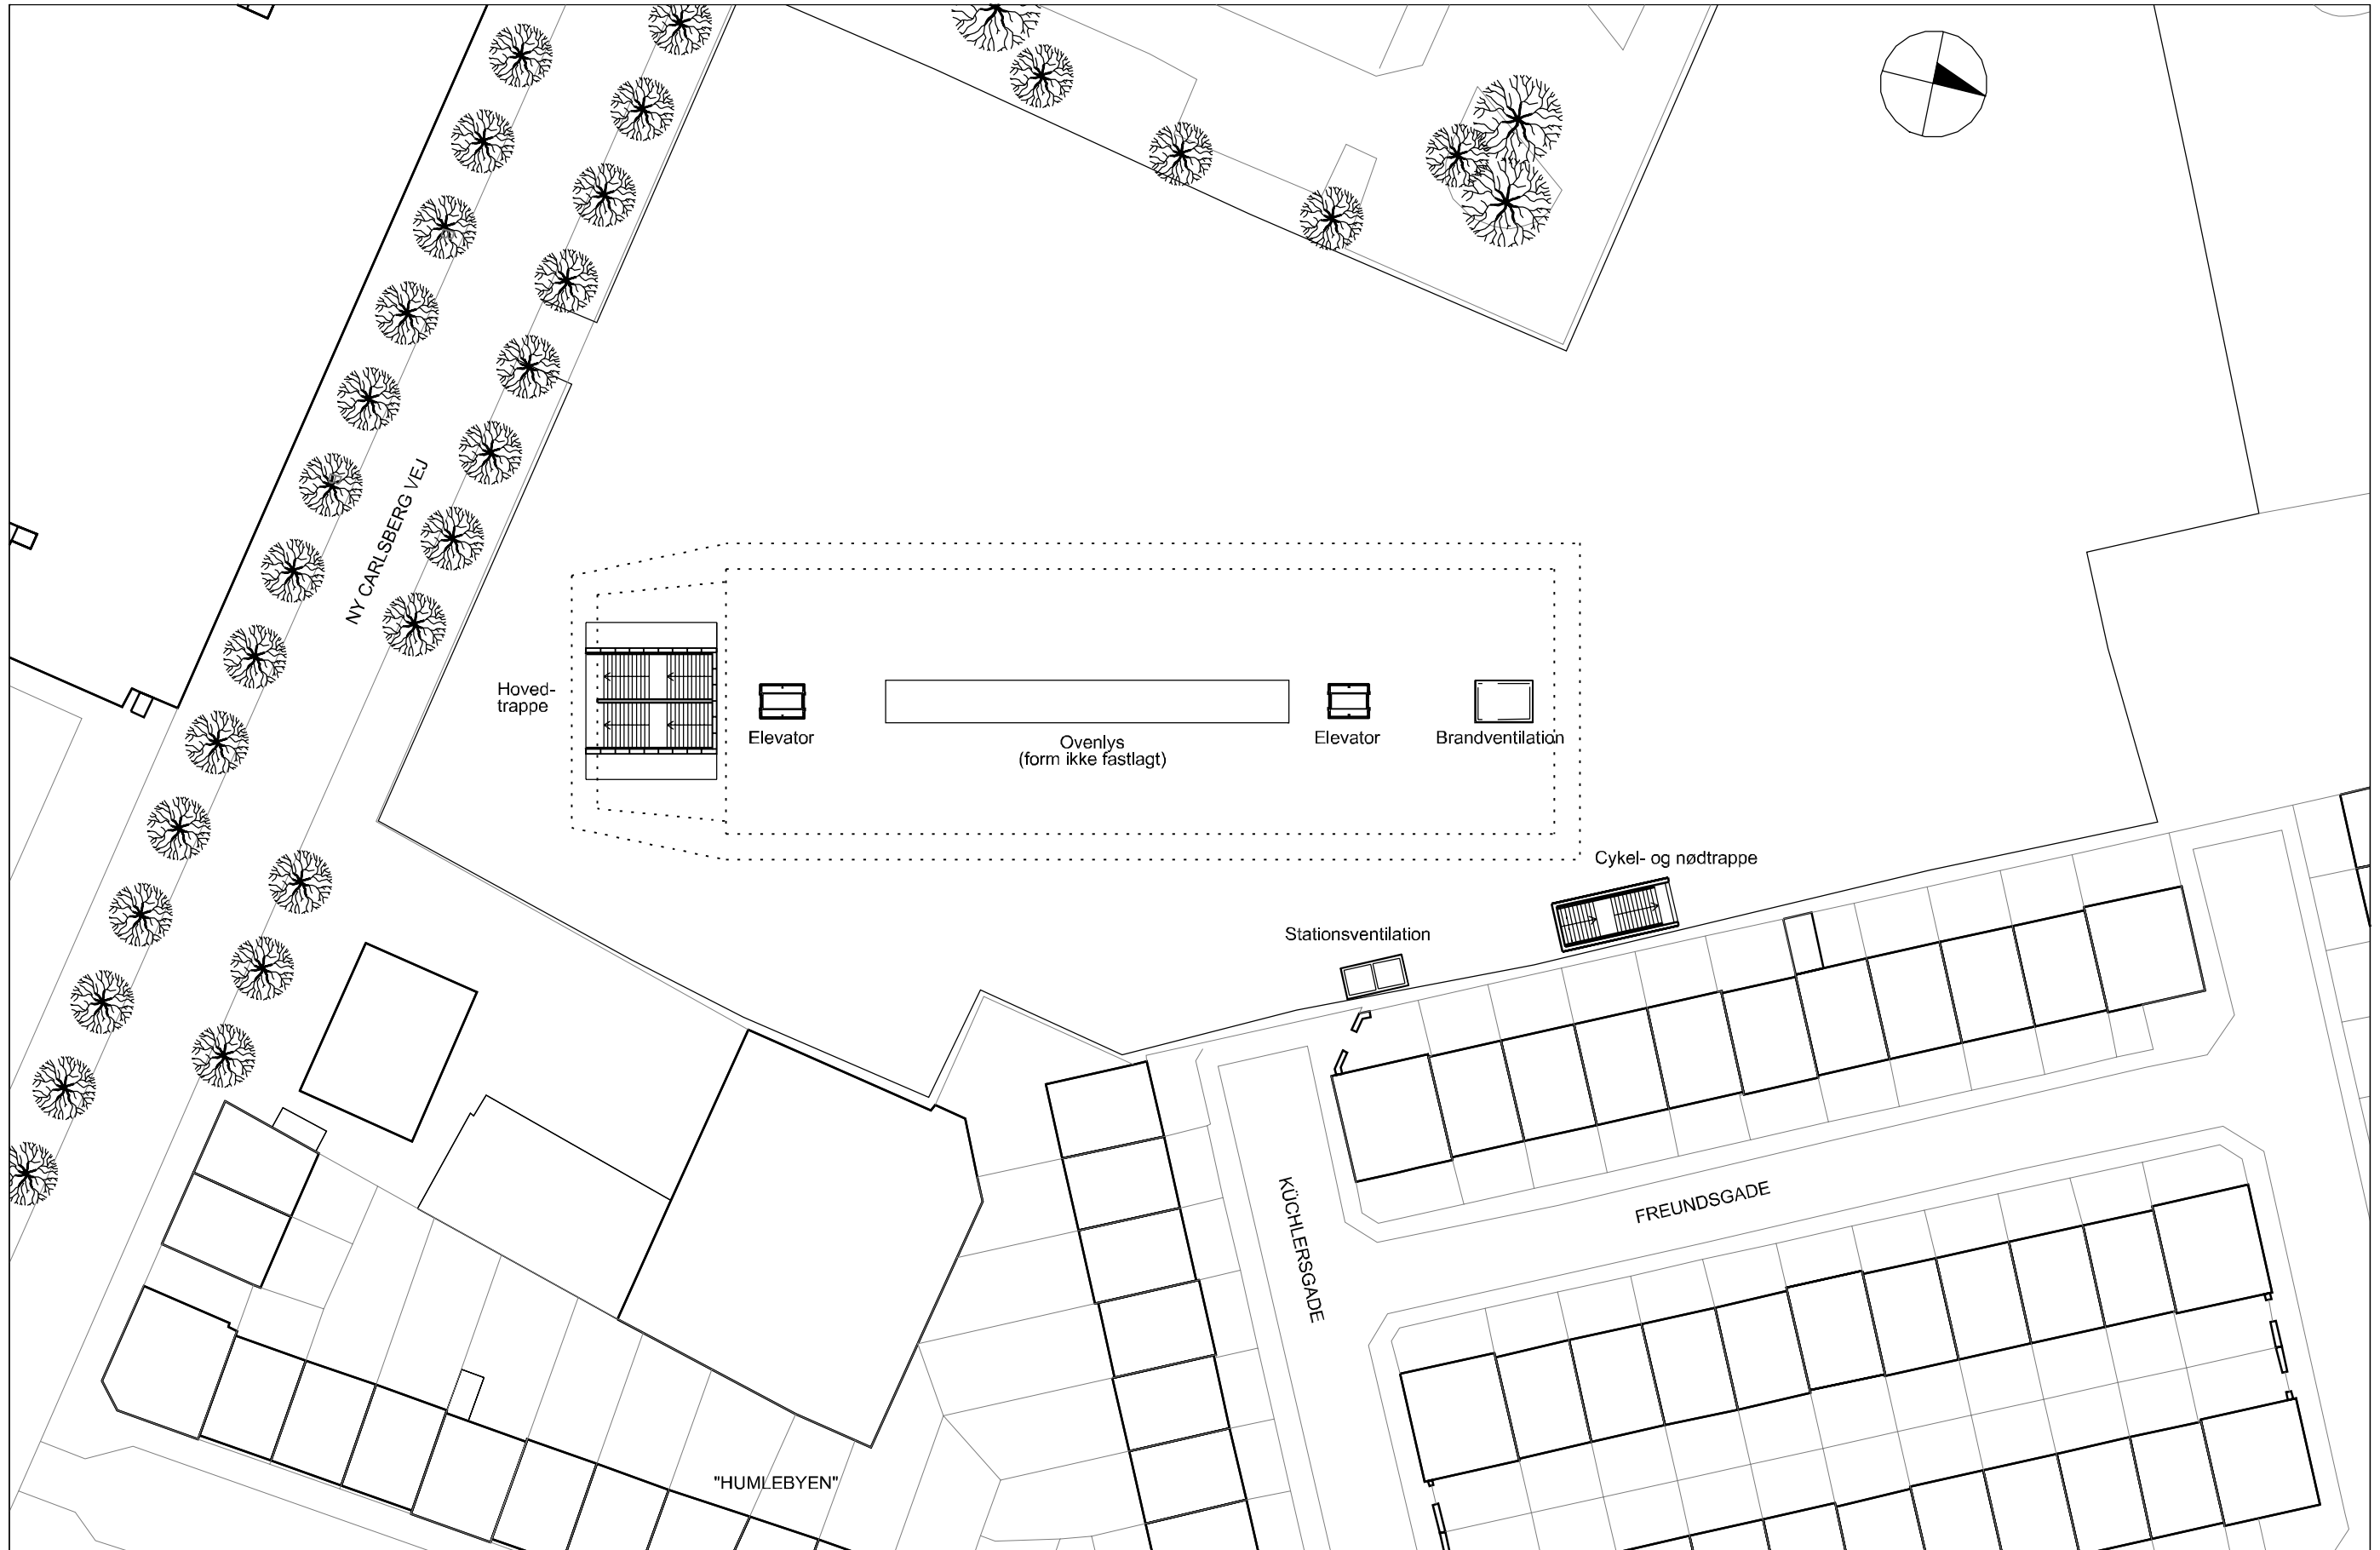 NY CARLSBERG VEJ
Hoved-
trappe
Elevator
Ovenlys
(form ikke fastlagt)
Elevator
Brandventilation
Cykel- og nødtrappe
Stationsventilation
KÜCHLERSGADE
FREUNDSGADE
"HUMLEBYEN"